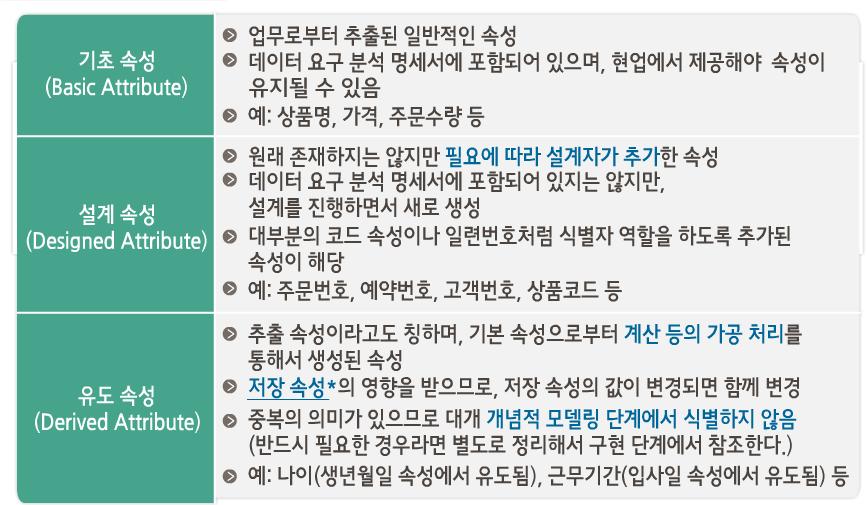 기초 속성
(Basic Attribute)
업무로부터 추출된 일반적인 속성
데이터 요구 분석 명세서에 포함되어 있으며, 현업에서 제공해야 속성이
유지될 수 있음
예: 상품명, 가격, 주문수량 등
설계 속성
(Designed Attribute)
원래 존재하지는 않지만 필요에 따라 설계자가 추가한 속성
데이터 요구 분석 명세서에 포함되어 있지는 않지만,
설계를 진행하면서 새로 생성
대부분의 코드 속성이나 일련번호처럼 식별자 역할을 하도록 추가된
속성이 해당
예: 주문번호, 예약번호, 고객번호, 상품코드 등
유도 속성
(Derived Attribute)
추출 속성이라고도 칭하며, 기본 속성으로부터 계산 등의 가공 처리를
통해서 생성된 속성
저장 속성*의 영향을 받으므로, 저장 속성의 값이 변경되면 함께 변경
중복의 의미가 있으므로 대개 개념적 모델링 단계에서 식별하지 않음
(반드시 필요한 경우라면 별도로 정리해서 구현 단계에서 참조한다.)
예: 나이(생년월일 속성에서 유도됨), 근무기간(입사일 속성에서 유도됨) 등